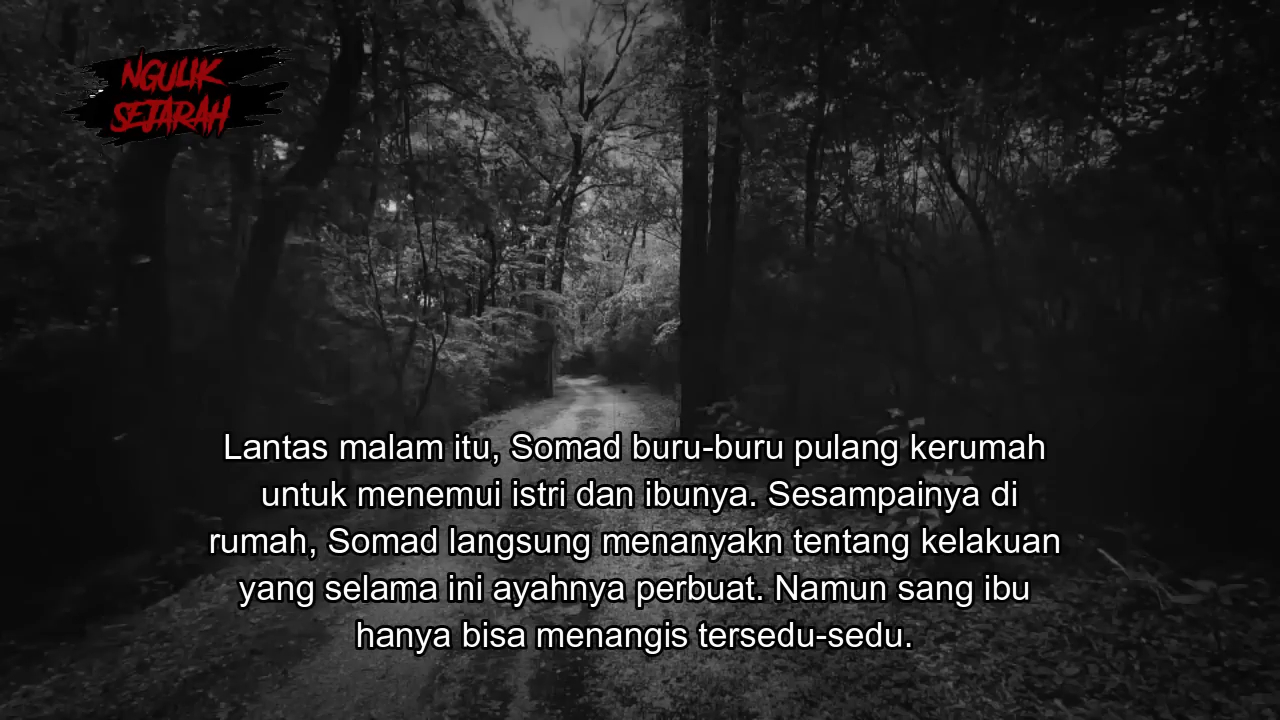 NGULIK
SEJARAH
Lantas malam itu, Somad buru-buru pulang kerumah
untuk menemui istri dan ibunya. Sesampainya di
rumah, Somad langsung menanyakn tentang kelakuan
yang selama ini ayahnya perbuat. Namun sang ibu
hanya bisa menangis tersedu-sedu.